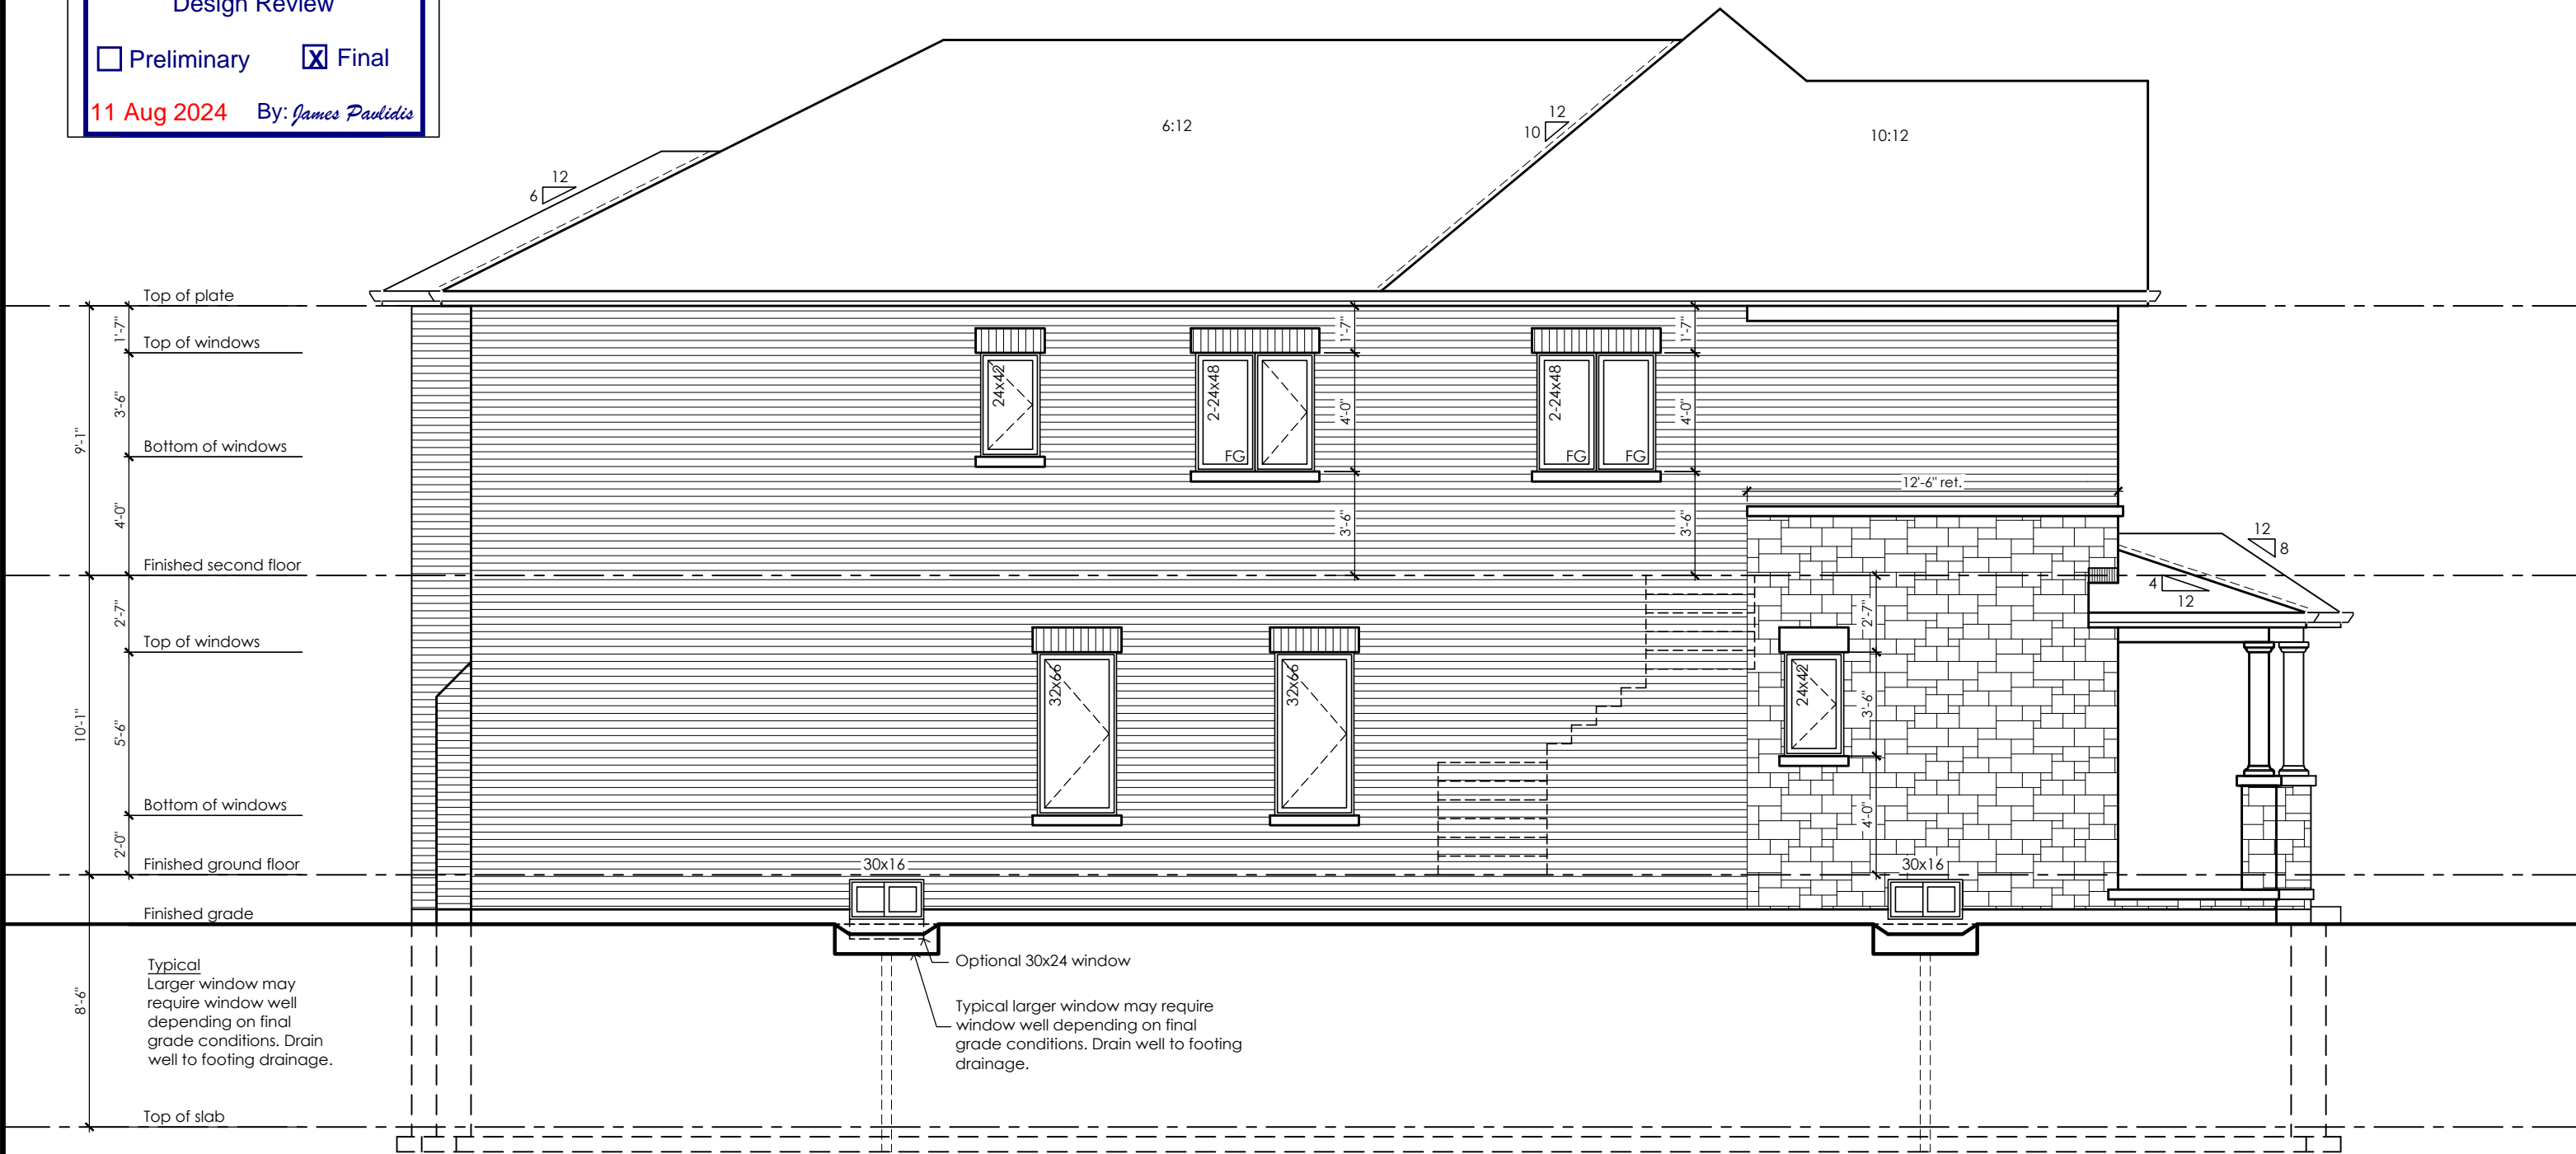 Design Review
Preliminary
X Final
11 Aug 2024 By: James Pavlidis
12
6
6:12
12
10
10:12
Top of plate
1'-7"
Top of windows
3'-6"
9'-1"
Bottom of windows
4'-0"
Finished second floor
2'-7"
Top of windows
10'-1"
5'-6"
Bottom of windows
2'-0"
Finished ground floor
Finished grade
8'-6"
Top of slab
24x42
2-24x48
FG
1'-7"
4'-0"
3'-6"
2-24x48
FG
FG
1'-7"
4'-0"
3'-6"
12'-6" ret.
12
8
4
12
32x66
32x66
24x42
2'-7"
3'-6"
4'-0"
30x16
30x16
Typical
Larger window may
require window well
depending on final
grade conditions. Drain
well to footing drainage.
Optional 30x24 window
Typical larger window may require
window well depending on final
grade conditions. Drain well to footing
drainage.